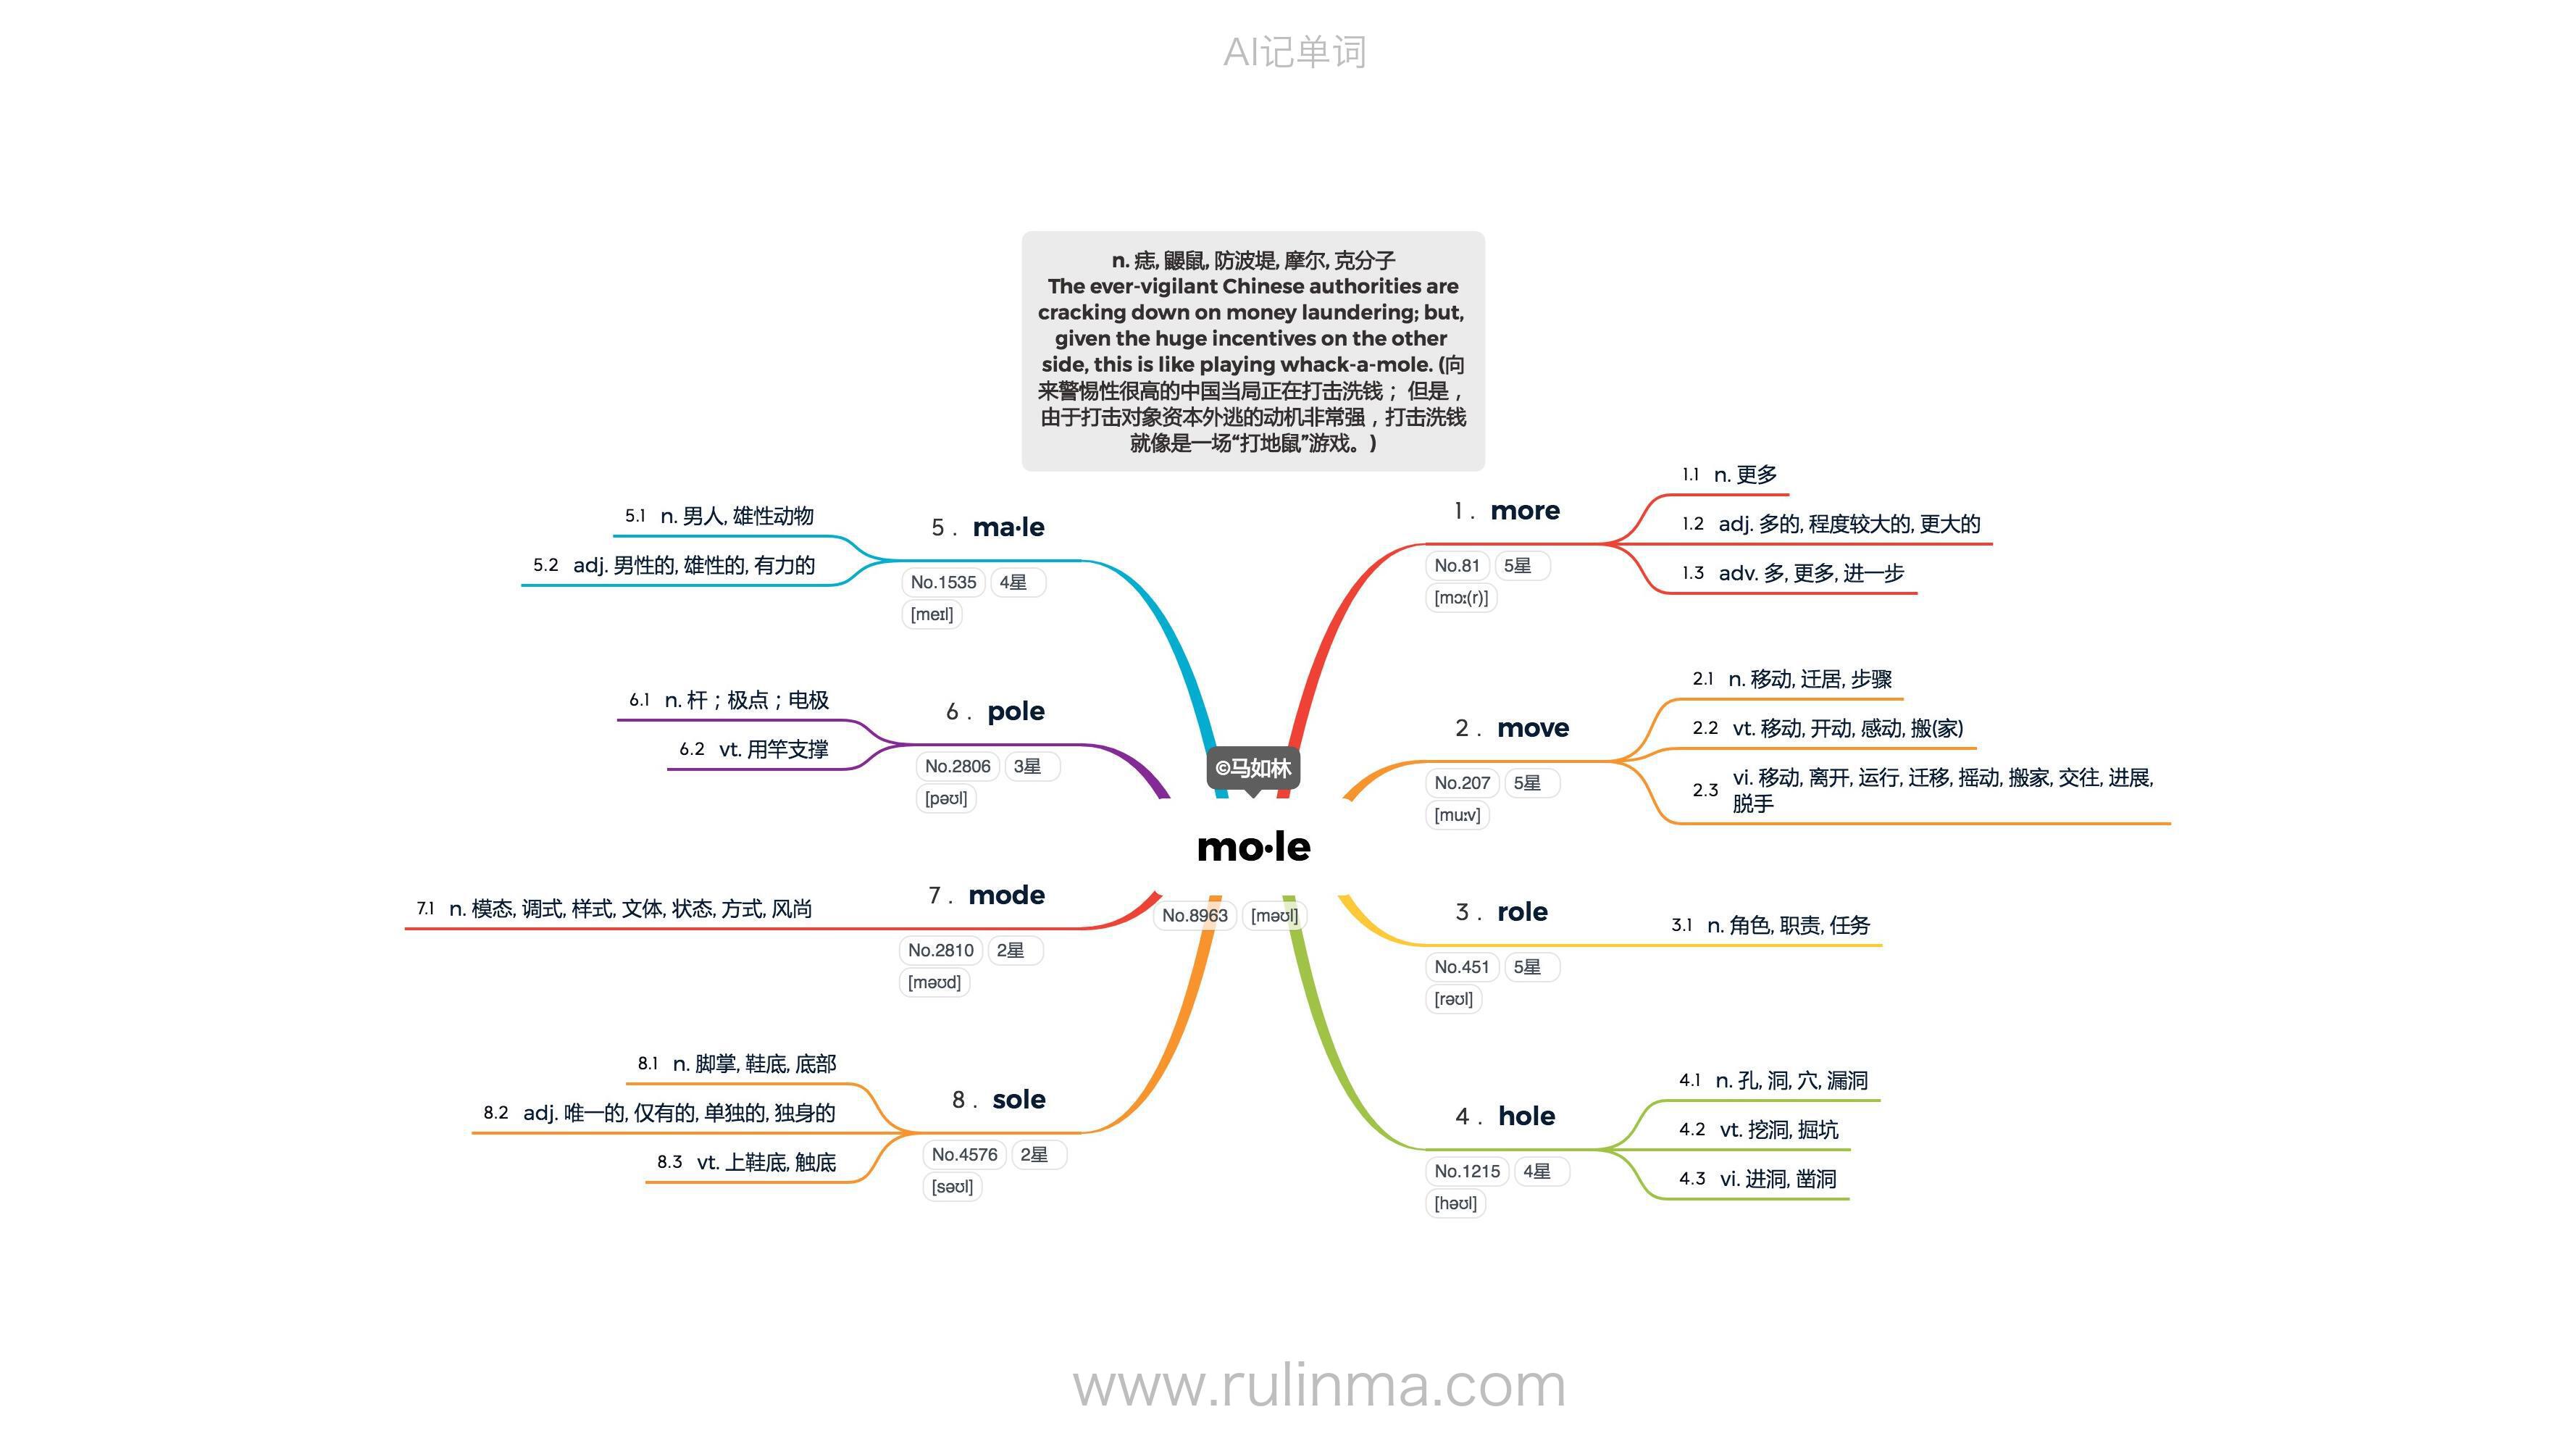 AI记单词
n. 痣, 鼹鼠, 防波堤, 摩尔, 克分子
The ever-vigilant Chinese authorities are
cracking down on money laundering; but,
given the huge incentives on the other
side, this is like playing whack-a-mole. (向
来警惕性很高的中国当局正在打击洗钱； 但是，
由于打击对象资本外逃的动机非常强，打击洗钱
就像是一场“打地鼠”游戏。)
©马如林
mo·le
No.8963 [məʊl]
1. more
No.81 5星
[mɔː(r)]
1.1 n. 更多
1.2 adj. 多的, 程度较大的, 更大的
1.3 adv. 多, 更多, 进一步
2. move
No.207 5星
[muːv]
2.1 n. 移动, 迁居, 步骤
2.2 vt. 移动, 开动, 感动, 搬(家)
2.3 vi. 移动, 离开, 运行, 迁移, 摇动, 搬家, 交往, 进展,
脱手
3. role
No.451 5星
[rəʊl]
3.1 n. 角色, 职责, 任务
4. hole
No.1215 4星
[həʊl]
4.1 n. 孔, 洞, 穴, 漏洞
4.2 vt. 挖洞, 掘坑
4.3 vi. 进洞, 凿洞
5. ma·le
No.1535 4星
[meɪl]
5.1 n. 男人, 雄性动物
5.2 adj. 男性的, 雄性的, 有力的
6. pole
No.2806 3星
[pəʊl]
6.1 n. 杆；极点；电极
6.2 vt. 用竿支撑
7. mode
No.2810 2星
[məʊd]
7.1 n. 模态, 调式, 样式, 文体, 状态, 方式, 风尚
8. sole
No.4576 2星
[səʊl]
8.1 n. 脚掌, 鞋底, 底部
8.2 adj. 唯一的, 仅有的, 单独的, 独身的
8.3 vt. 上鞋底, 触底
www.rulinma.com